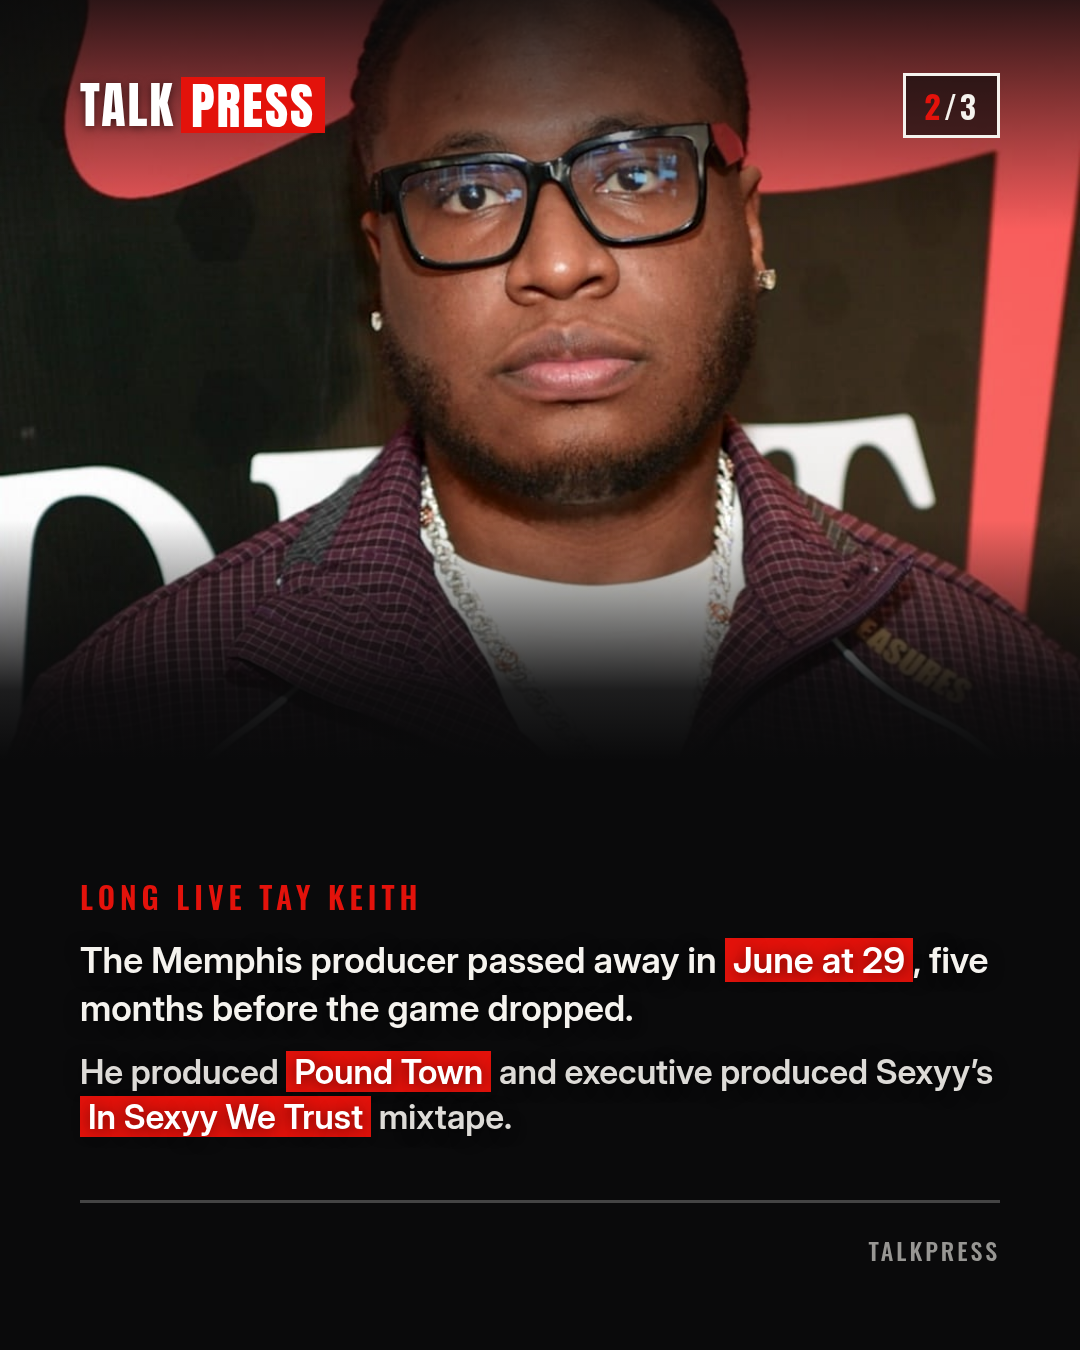 TALK PRESS
2/3
EASURES
LONG LIVE TAY KEITH
The Memphis producer passed away in June at 29, five
months before the game dropped.
He produced Pound Town and executive produced Sexyy’s
In Sexyy We Trust mixtape.
TALKPRESS